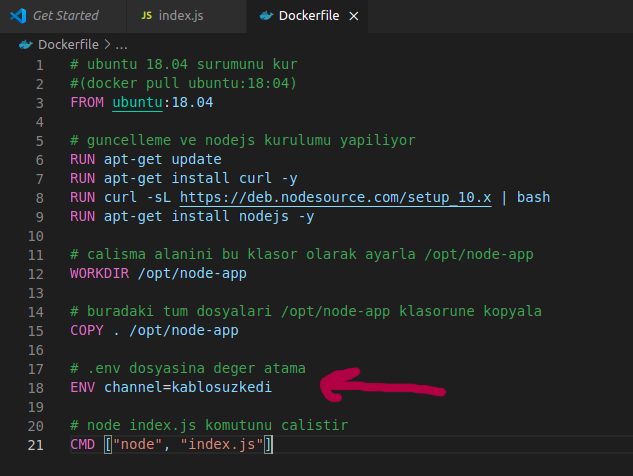 Get Started
JS index.js
Dockerfile
Dockerfile > ...
1 # ubuntu 18.04 surumunu kur
2 #(docker pull ubuntu:18:04)
3 FROM ubuntu:18.04
4
5 # guncelleme ve nodejs kurulumu yapiliyor
6 RUN apt-get update
7 RUN apt-get install curl -y
8 RUN curl -sL https://deb.nodesource.com/setup_10.x | bash
9 RUN apt-get install nodejs -y
10
11 # calisma alanini bu klasor olarak ayarla /opt/node-app
12 WORKDIR /opt/node-app
13
14 # buradaki tum dosyalari /opt/node-app klasorune kopyala
15 COPY . /opt/node-app
16
17 # .env dosyasina deger atama
18 ENV channel=kablosuzkedi
19
20 # node index.js komutunu calistir
21 CMD ["node", "index.js"]